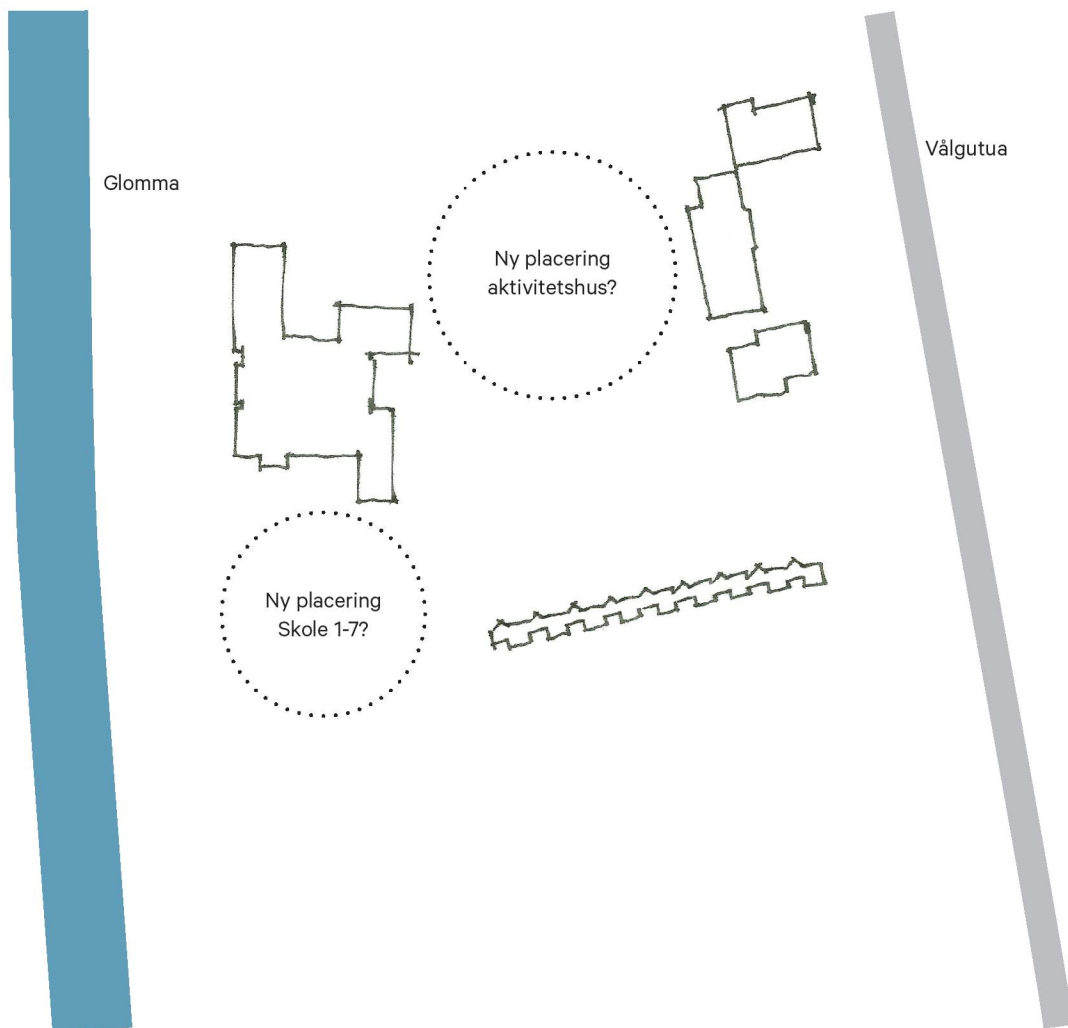 Vålgutua
Glomma
Ny placering
aktivitetshus?
Ny placering
Skole 1-7?